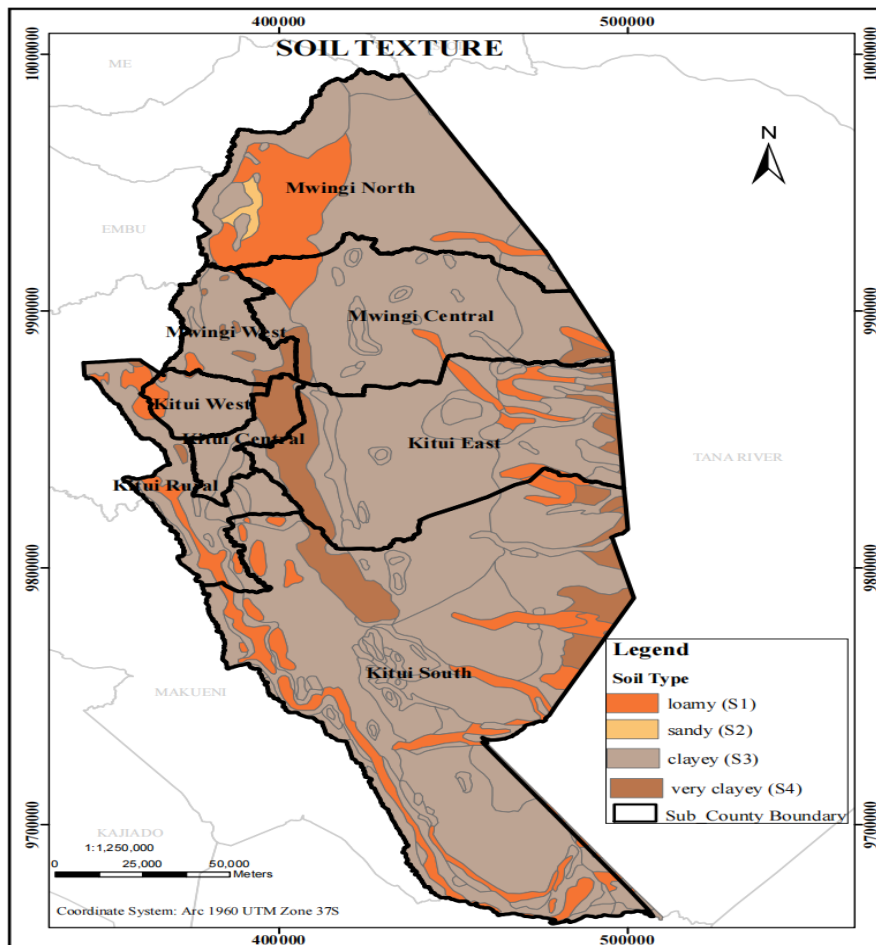 400000
500000
SOIL TEXTURE
10000000
10000000
ME
N
Mwingi North
EMBU
9900000
9900000
Mwingi Central
Mwingi West
Kitui West
Kitui Central
Kitui East
TANA RIVER
Kitui Rural
9800000
9800000
Kitui South
MAKUENI
Legend
Soil Type
loamy (S1)
sandy (S2)
clayey (S3)
very clayey (S4)
Sub_County Boundary
9700000
9700000
KAJIADO
1:1,250,000
0 25,000 50,000
Meters
Coordinate System: Arc 1960 UTM Zone 37S
400000
500000